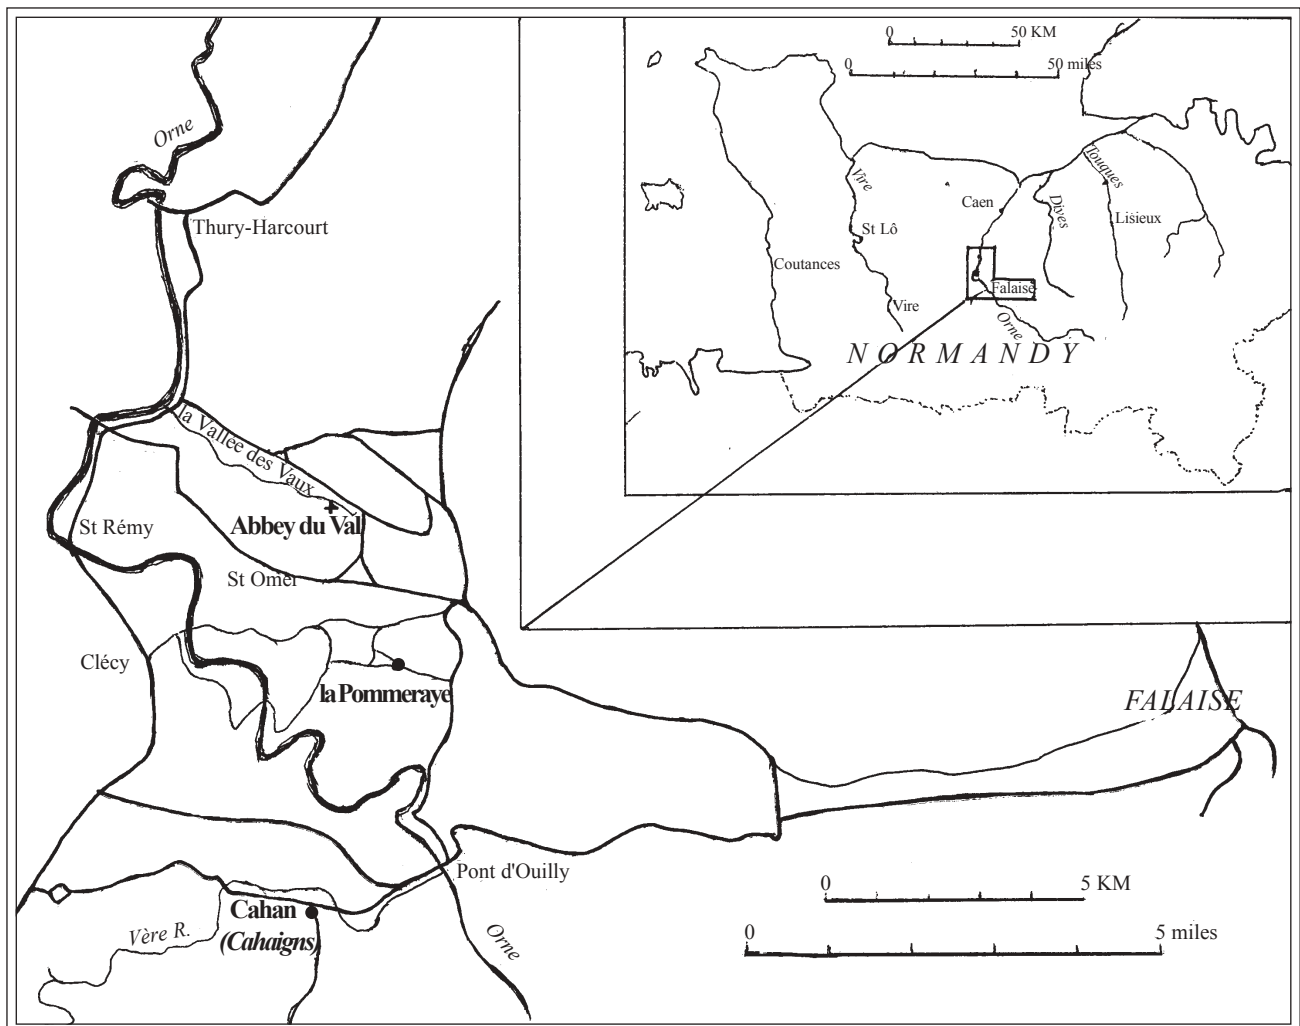 0 50 KM
0 50 miles
Orne
Touques
Vire
Dives
Caen
Lisieux
Thury-Harcourt
St Lô
Coutances
Falaise
Vire
Orne
NORMANDY
la Vallée des Vaux
St Rémy
Abbey du Val
St Omer
Clécy
la Pommeraye
FALAISE
Pont d'Ouilly
0 5 KM
Cahan
(Cahaigns)
Vère R.
Orne
0 5 miles